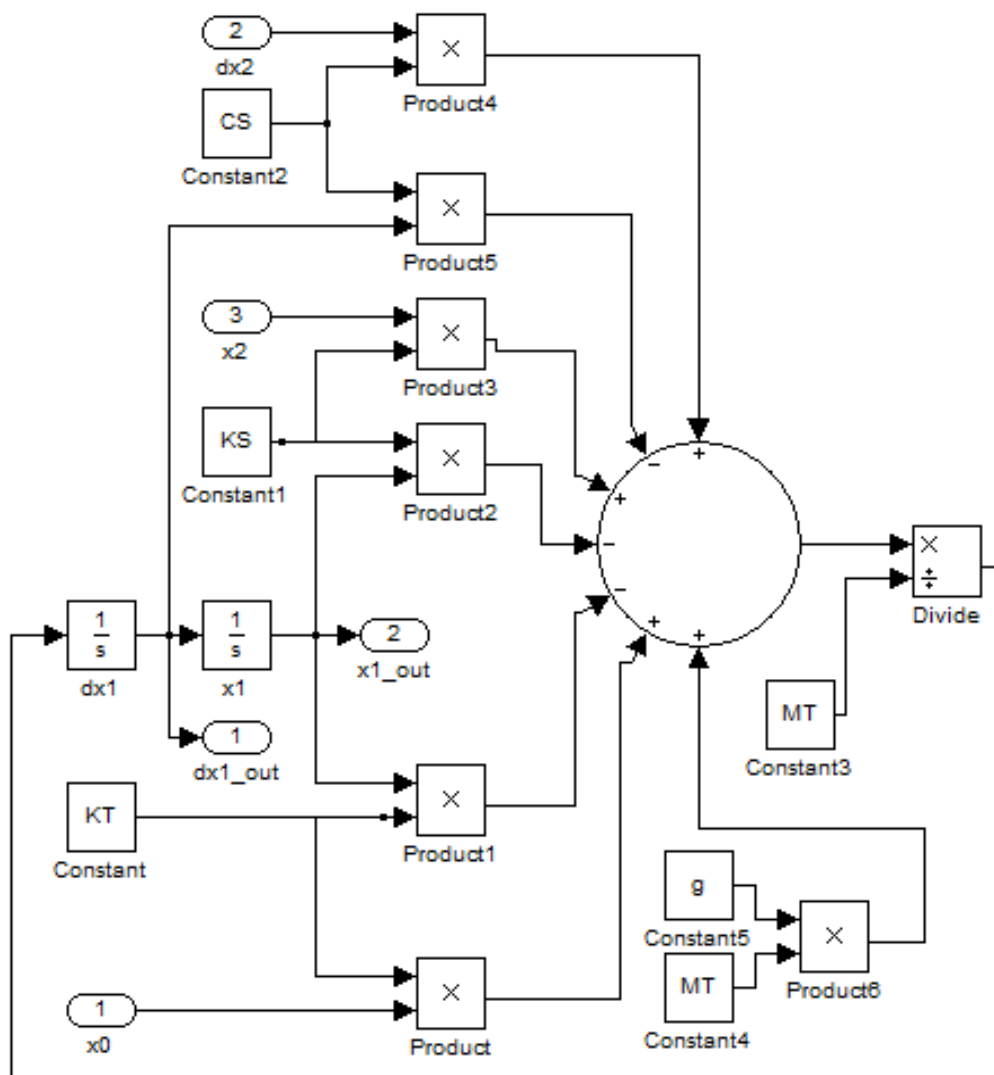 2
dx2
×
Product4
CS
Constant2
×
Product5
3
x2
×
Product3
KS
Constant1
×
Product2
+
−
+
−
−
+
+
×
÷
Divide
1
s
dx1
1
s
x1
2
x1_out
1
dx1_out
MT
Constant3
KT
Constant
×
Product1
g
Constant5
×
Product6
MT
Constant4
1
x0
×
Product